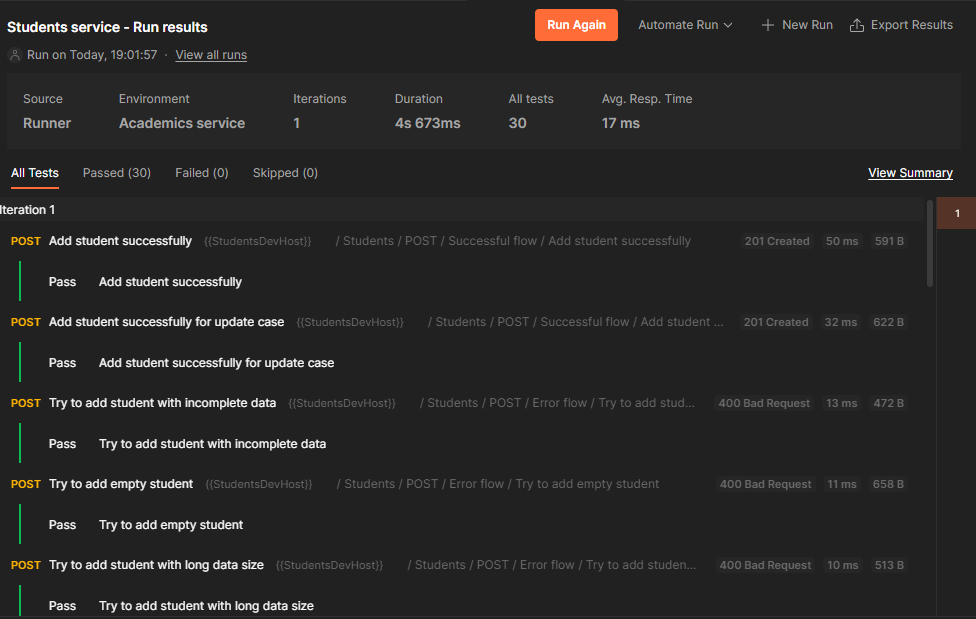 Students service - Run results
Run Again
Automate Run
New Run
Export Results
Run on Today, 19:01:57 · View all runs
Source Environment Iterations Duration All tests Avg. Resp. Time
Runner Academics service 1 4s 673ms 30 17 ms
All Tests Passed (30) Failed (0) Skipped (0) View Summary
Iteration 1
1
POST Add student successfully {{StudentsDevHost}} / Students / POST / Successful flow / Add student successfully 201 Created 50 ms 591 B
Pass Add student successfully
POST Add student successfully for update case {{StudentsDevHost}} / Students / POST / Successful flow / Add student ... 201 Created 32 ms 622 B
Pass Add student successfully for update case
POST Try to add student with incomplete data {{StudentsDevHost}} / Students / POST / Error flow / Try to add stud... 400 Bad Request 13 ms 472 B
Pass Try to add student with incomplete data
POST Try to add empty student {{StudentsDevHost}} / Students / POST / Error flow / Try to add empty student 400 Bad Request 11 ms 658 B
Pass Try to add empty student
POST Try to add student with long data size {{StudentsDevHost}} / Students / POST / Error flow / Try to add studen... 400 Bad Request 10 ms 513 B
Pass Try to add student with long data size